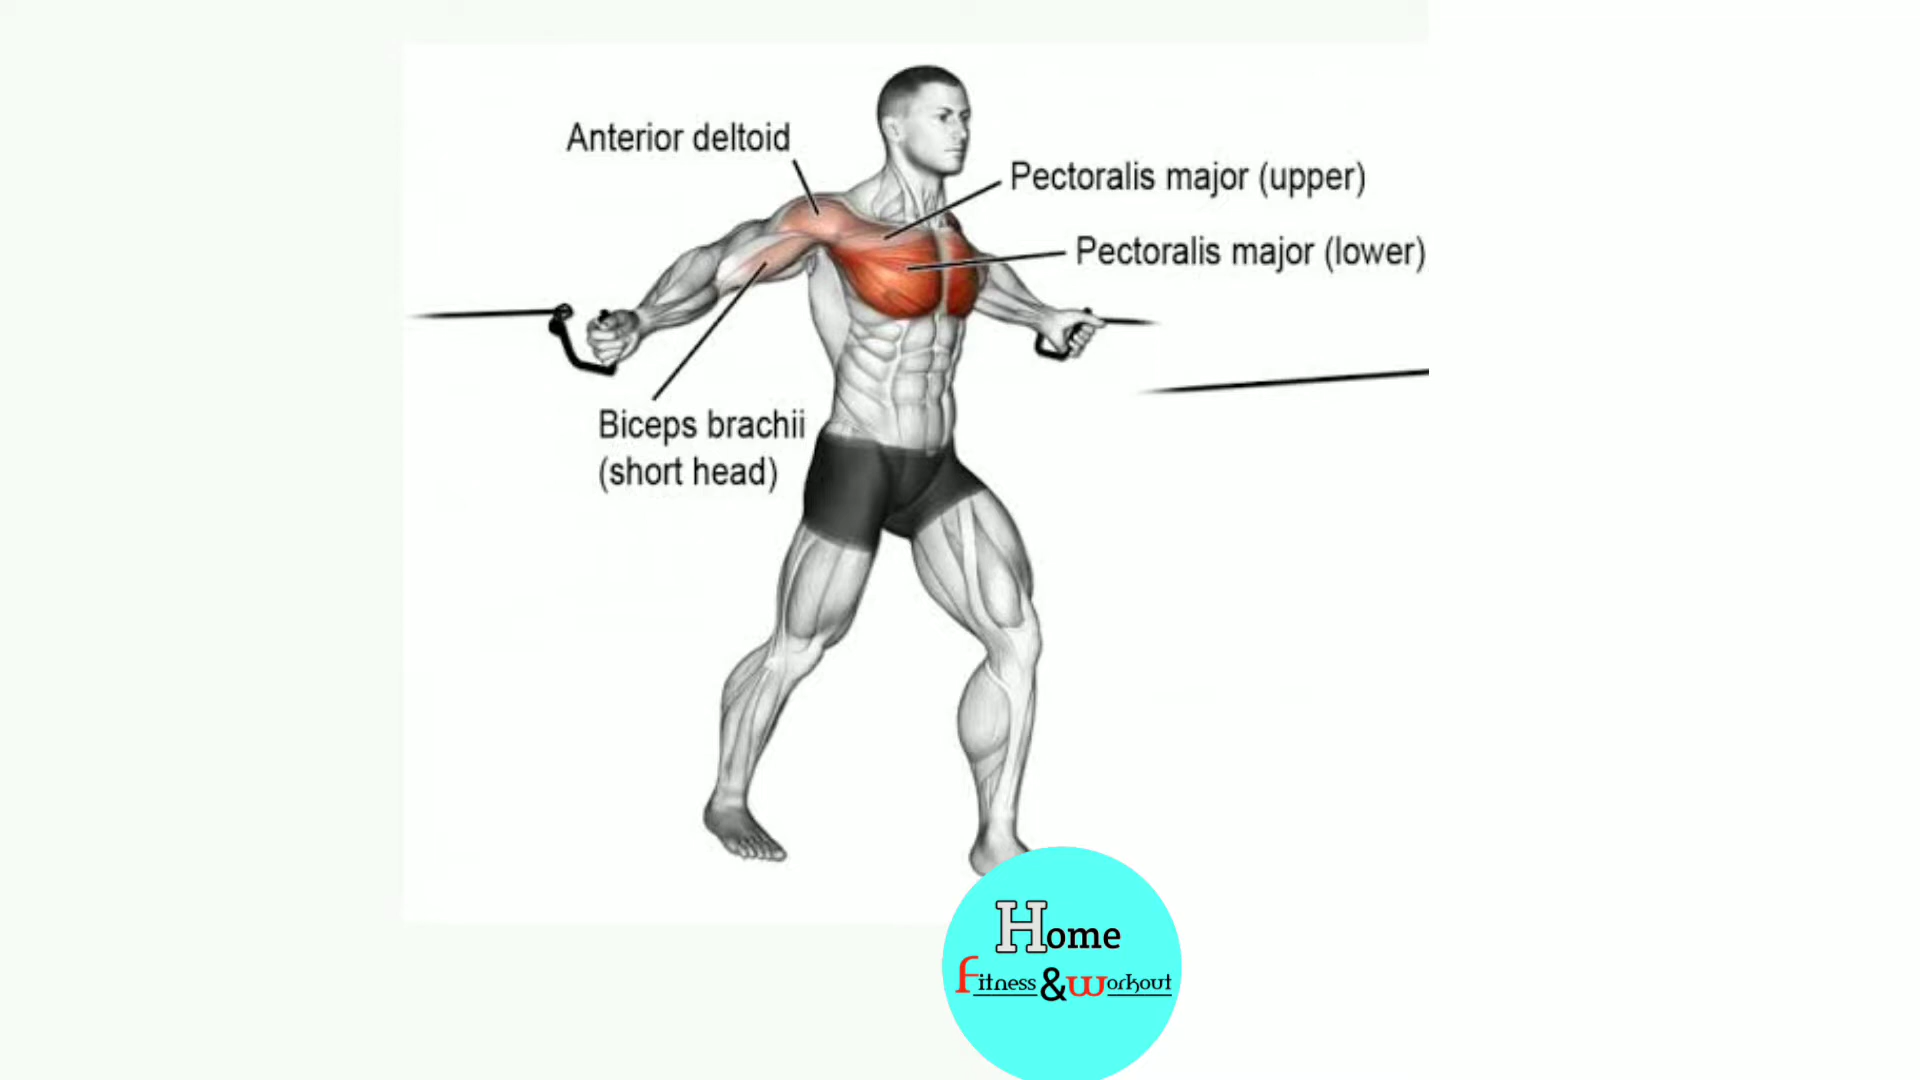 Anterior deltoid
Pectoralis major (upper)
Pectoralis major (lower)
Biceps brachii
(short head)
Home
Fitness & Workout